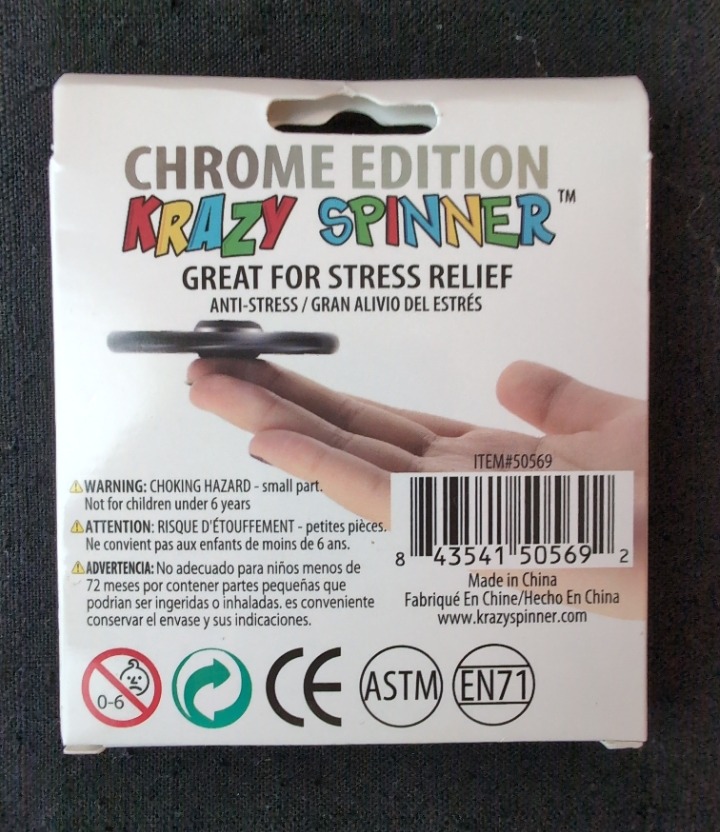 CHROME EDITION
KRAZY SPINNER™
GREAT FOR STRESS RELIEF
ANTI-STRESS / GRAN ALIVIO DEL ESTRÉS
WARNING: CHOKING HAZARD - small part.
Not for children under 6 years
ATTENTION: RISQUE D'ÉTOUFFEMENT - petites pièces.
Ne convient pas aux enfants de moins de 6 ans.
ADVERTENCIA: No adecuado para niños menos de
72 meses por contener partes pequeñas que
podrian ser ingeridas o inhaladas. es conveniente
conservar el envase y sus indicaciones.
ITEM#50569
8 43541 50569 2
Made in China
Fabriqué En Chine/Hecho En China
www.krazyspinner.com
0-6
CE
ASTM
EN71